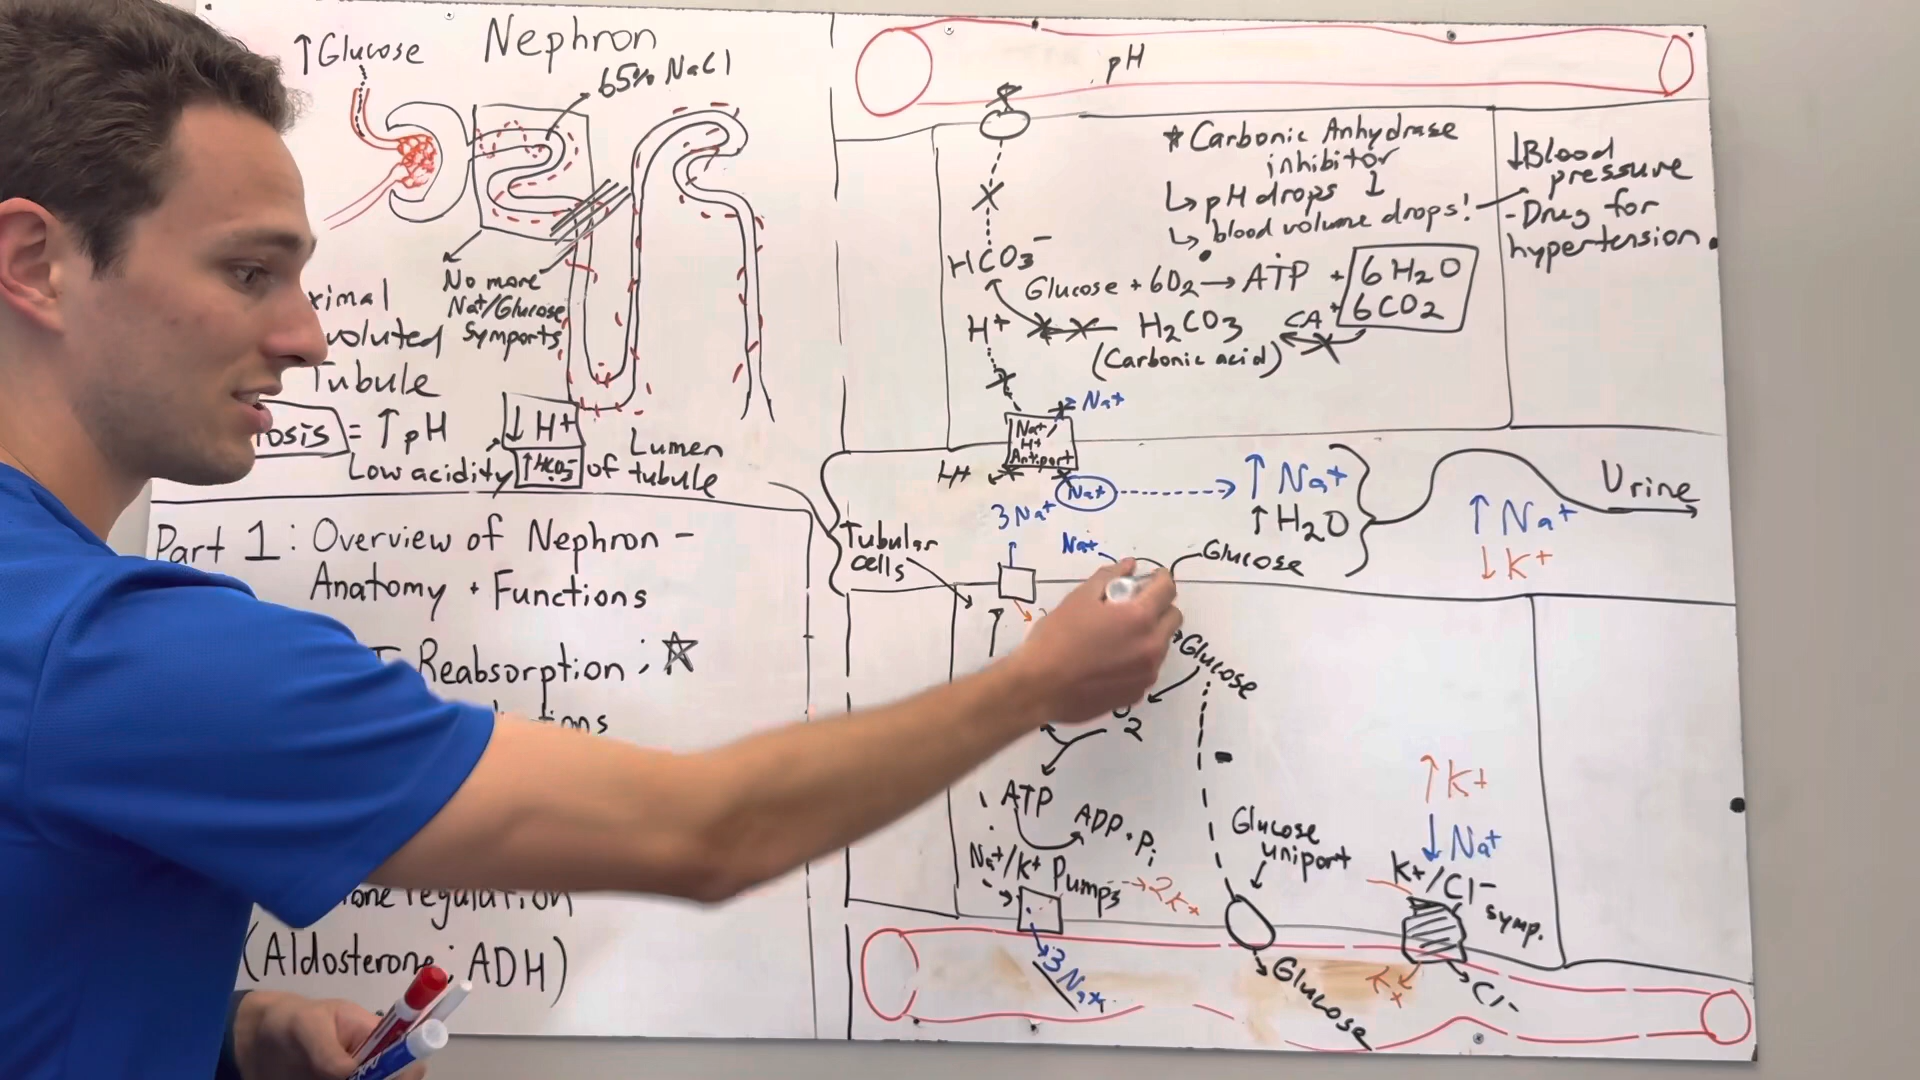 ↑Glucose
Nephron
65% NaCl
No more
Na+/Glucose
Symports
ximal
voluted
Tubule
osis = ↑pH
↓H+
Low acidity
↑HCO3-
of
Lumen
tubule
Part 1: Overview of Nephron -
Anatomy + Functions
Reabsorption;
one regulation
(Aldosterone; ADH)
pH
* Carbonic Anhydrase
inhibitor
↳ pH drops ↓
↳ blood volume drops!
↓Blood
pressure
- Drug for
hypertension.
HCO3-
Glucose + 6O2 → ATP + 6H2O
+ 6CO2
H+
H2CO3
CA
(Carbonic acid)
Na+
Na+
H+
Antiport
H+
Na+
↑Na+
↑H2O
3Na+
Na+
Glucose
Urine
↑Na+
↓K+
Tubular
cells
Glucose
ATP
ADP + Pi
Na+/K+ Pumps
2K+
3Na+
Glucose
uniport
Glucose
↑K+
↓Na+
K+/Cl-
symp.
K+
Cl-